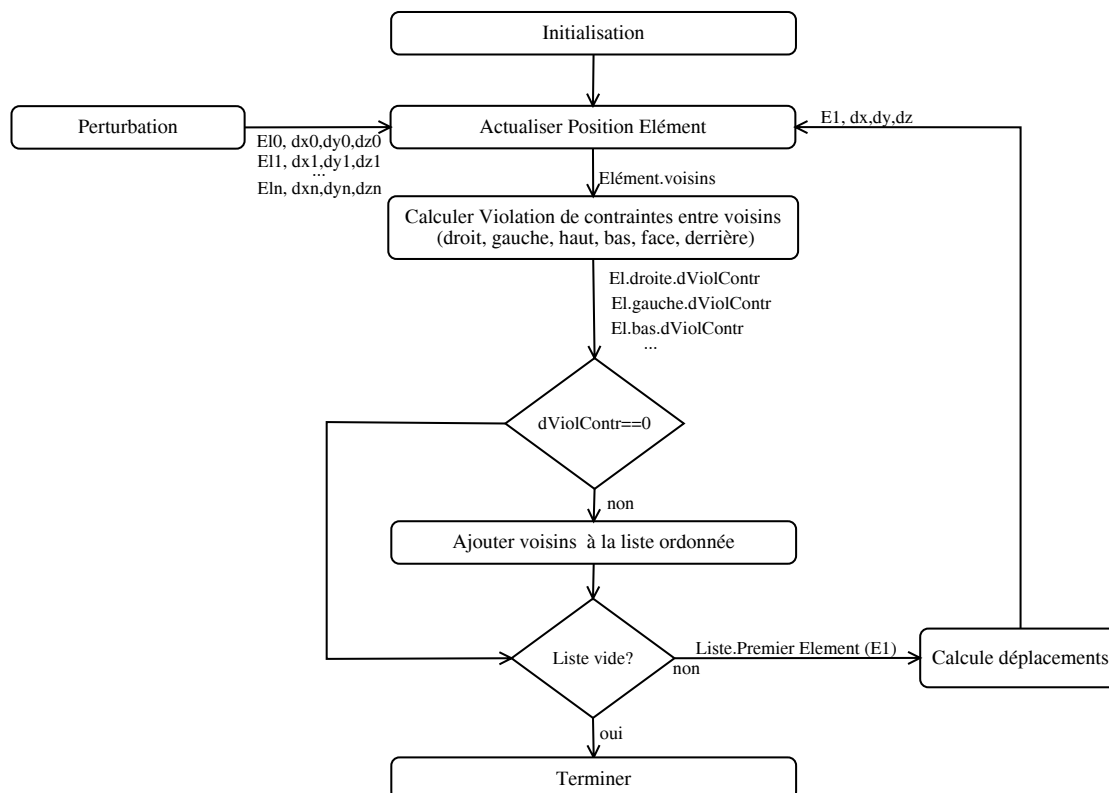 Initialisation
Perturbation
Actualiser Position Elément
El0, dx0,dy0,dz0
El1, dx1,dy1,dz1
...
Eln, dxn,dyn,dzn
E1, dx,dy,dz
Elément.voisins
Calculer Violation de contraintes entre voisins
(droit, gauche, haut, bas, face, derrière)
El.droite.dViolContr
El.gauche.dViolContr
El.bas.dViolContr
...
dViolContr==0
non
Ajouter voisins à la liste ordonnée
Liste vide?
Liste.Premier Element (E1)
non
Calcule déplacements
oui
Terminer